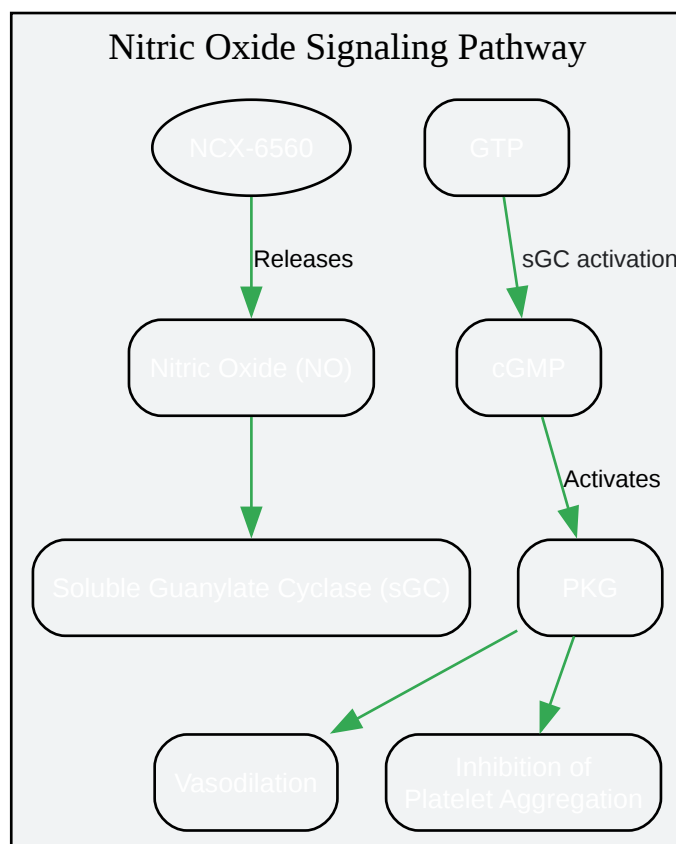 Nitric Oxide Signaling Pathway
NCX-6560
GTP
Releases
sGC activation
Nitric Oxide (NO)
cGMP
Activates
Soluble Guanylate Cyclase (sGC)
PKG
Vasodilation
Inhibition of
Platelet Aggregation